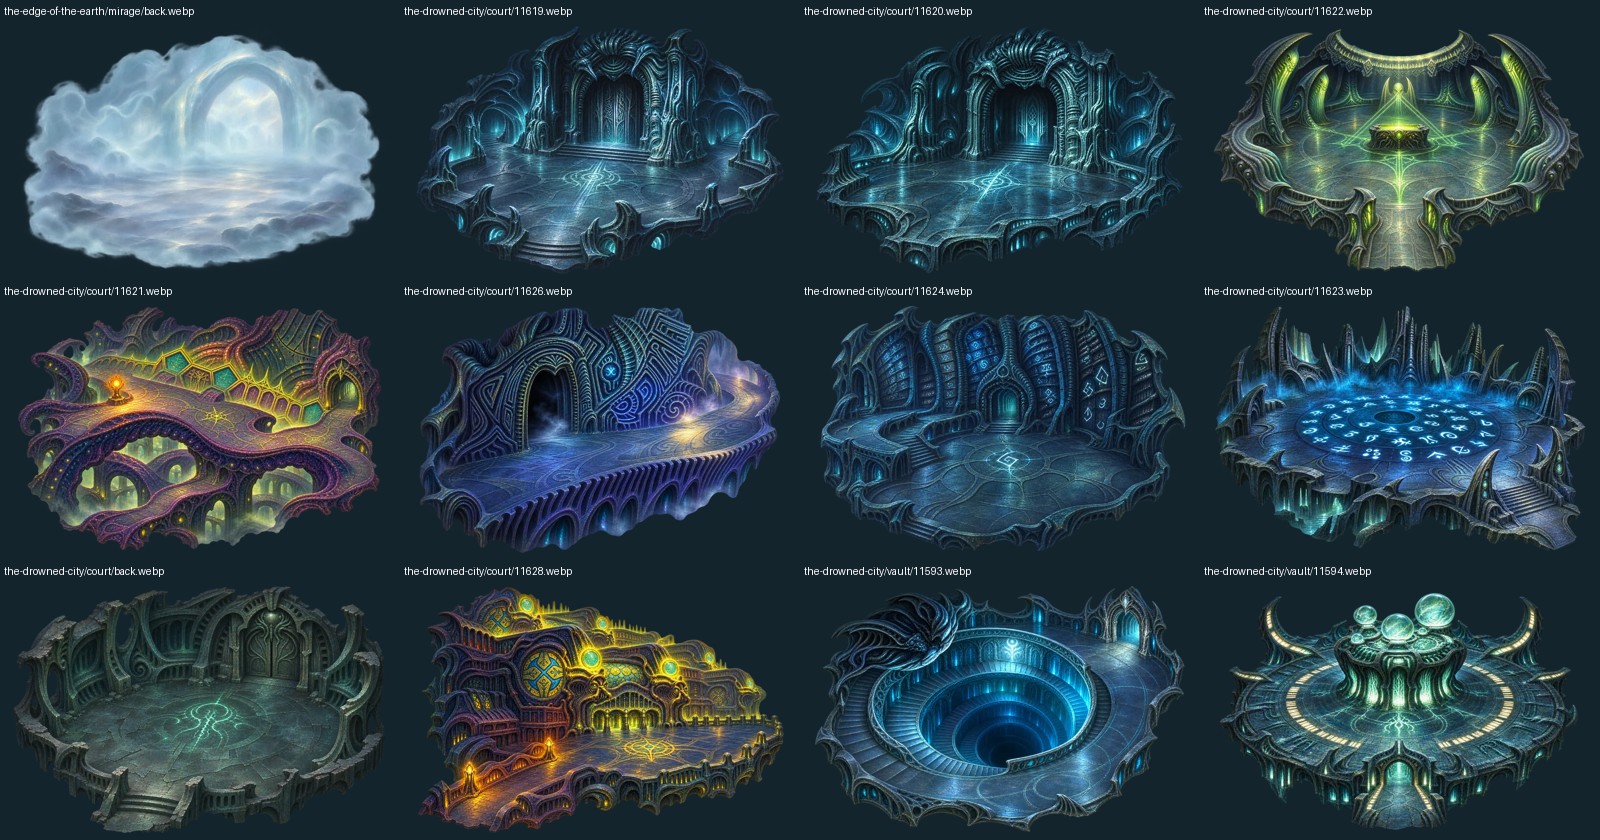 the-edge-of-the-earth/mirage/back.webp
the-drowned-city/court/11619.webp
the-drowned-city/court/11620.webp
the-drowned-city/court/11622.webp
the-drowned-city/court/11621.webp
the-drowned-city/court/11626.webp
the-drowned-city/court/11624.webp
the-drowned-city/court/11623.webp
the-drowned-city/court/back.webp
the-drowned-city/court/11628.webp
the-drowned-city/vault/11593.webp
the-drowned-city/vault/11594.webp